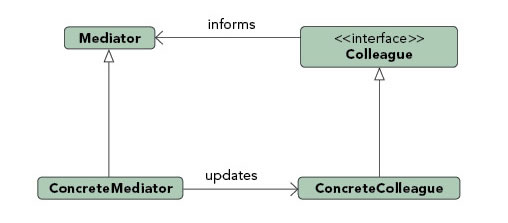 informs
Mediator
<<interface>>
Colleague
updates
ConcreteMediator
ConcreteColleague